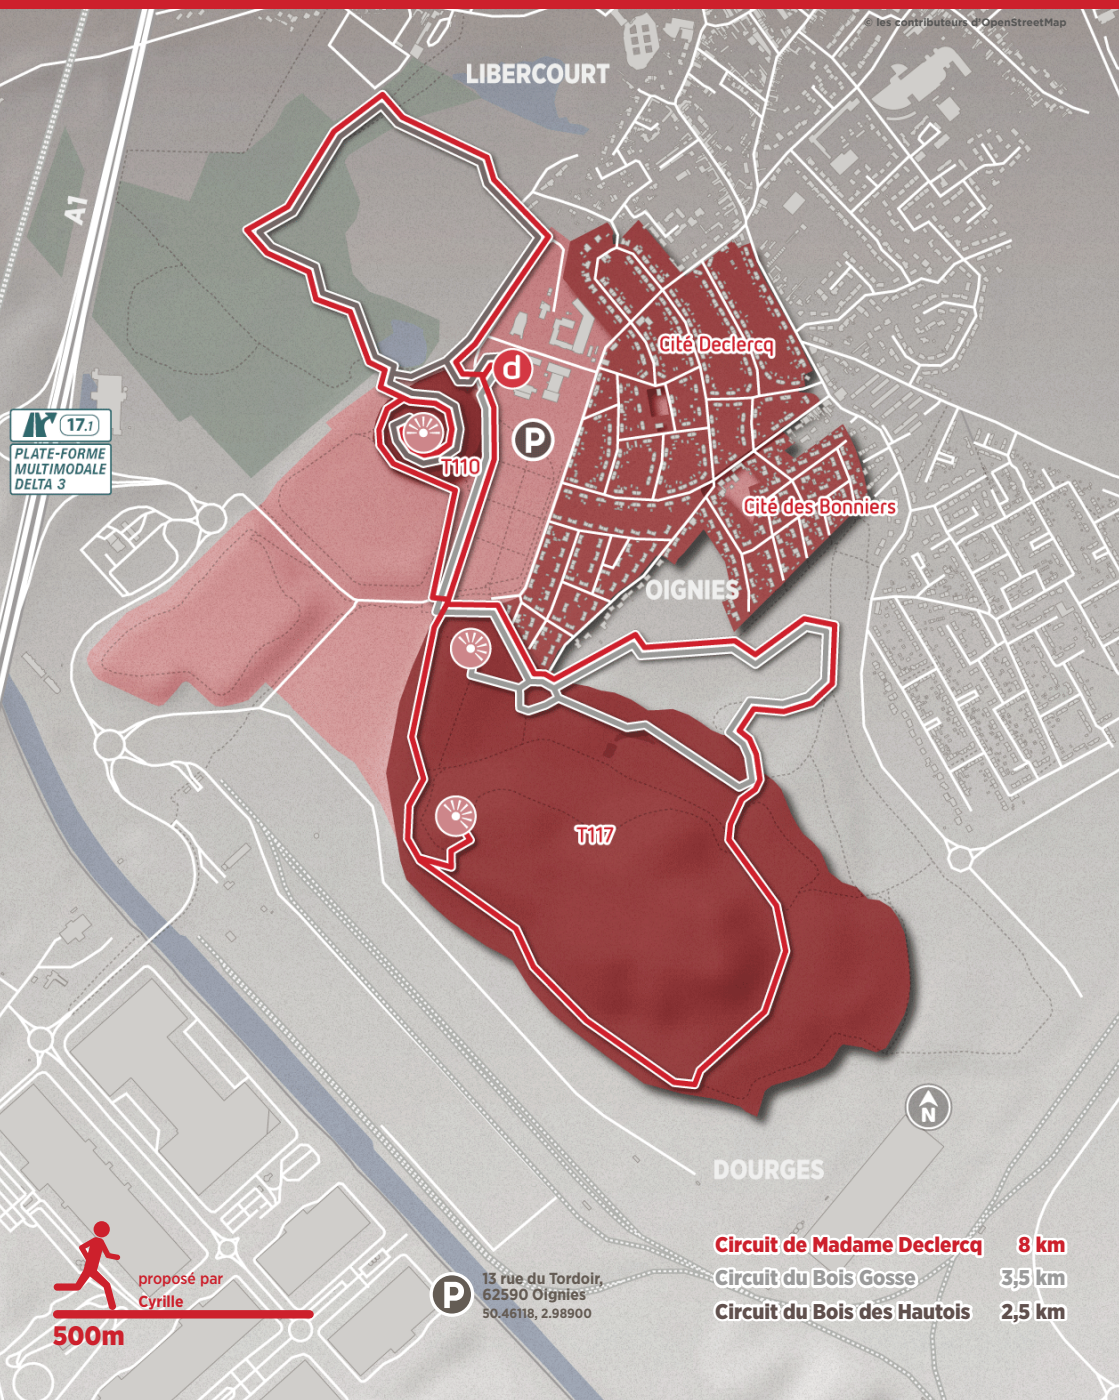 © les contributeurs d'OpenStreetMap
LIBERCOURT
A1
Cité Declercq
d
17.1
PLATE-FORME
MULTIMODALE
DELTA 3
P
T110
Cité des Bonniers
OIGNIES
T117
N
DOURGES
Circuit de Madame Declercq 8 km
Circuit du Bois Gosse 3,5 km
Circuit du Bois des Hautois 2,5 km
proposé par
Cyrille
500m
P
13 rue du Tordoir,
62590 Oignies
50.46118, 2.98900